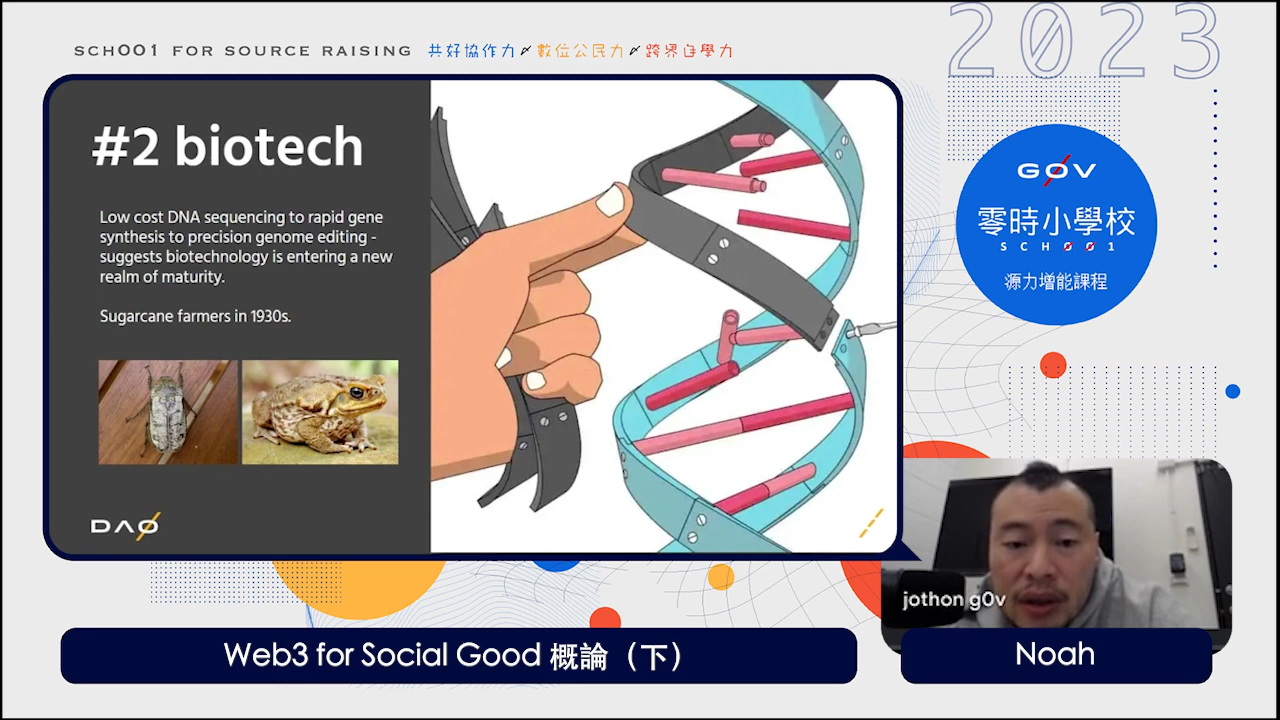 SCH001 FOR SOURCE RAISING 共好協作力 數位公民力 跨界自學力
2023
#2 biotech
Low cost DNA sequencing to rapid gene
synthesis to precision genome editing -
suggests biotechnology is entering a new
realm of maturity.
Sugarcane farmers in 1930s.
DAO
G0V
零時小學校
SCH001
源力增能課程
jothon g0v
Web3 for Social Good 概論（下）
Noah